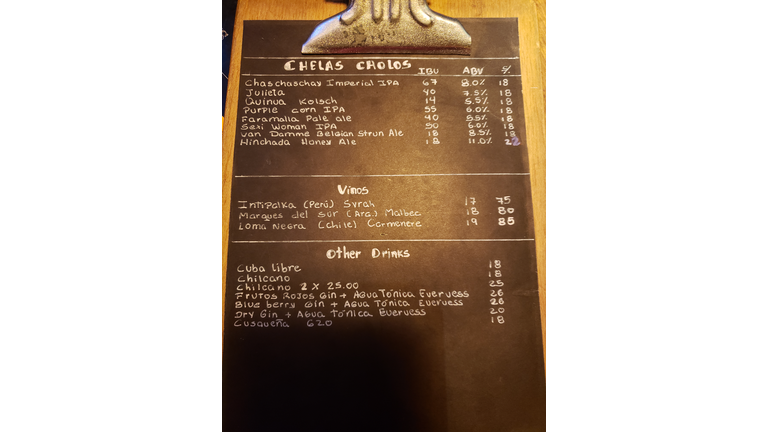 CHELAS CHOLOS IBU ABV S/.
Chaschaschay Imperial IPA 67 8.0% 18
Julieta 40 7.5% 18
Quinua Kolsch 14 5.5% 18
Purple corn IPA 55 6.0% 18
Faramalla Pale ale 40 5.5% 18
Sexi Woman IPA 50 6.0% 18
Van Damme Belgian Strun Ale 18 8.5% 18
Hinchada Honey Ale 18 11.0% 22
Vinos
Intipalka (Perú) Syrah 17 75
Marques del Sur (Arg.) Malbec 18 80
Loma Negra (Chile) Carmenere 19 85
Other Drinks
Cuba Libre 18
Chilcano 18
Chilcano 2 x 25.00 25
Frutos Rojos Gin + Agua Tónica Evervess 26
Blue berry Gin + Agua Tónica Evervess 26
Dry Gin + Agua Tónica Evervess 20
Cusqueña 620 18